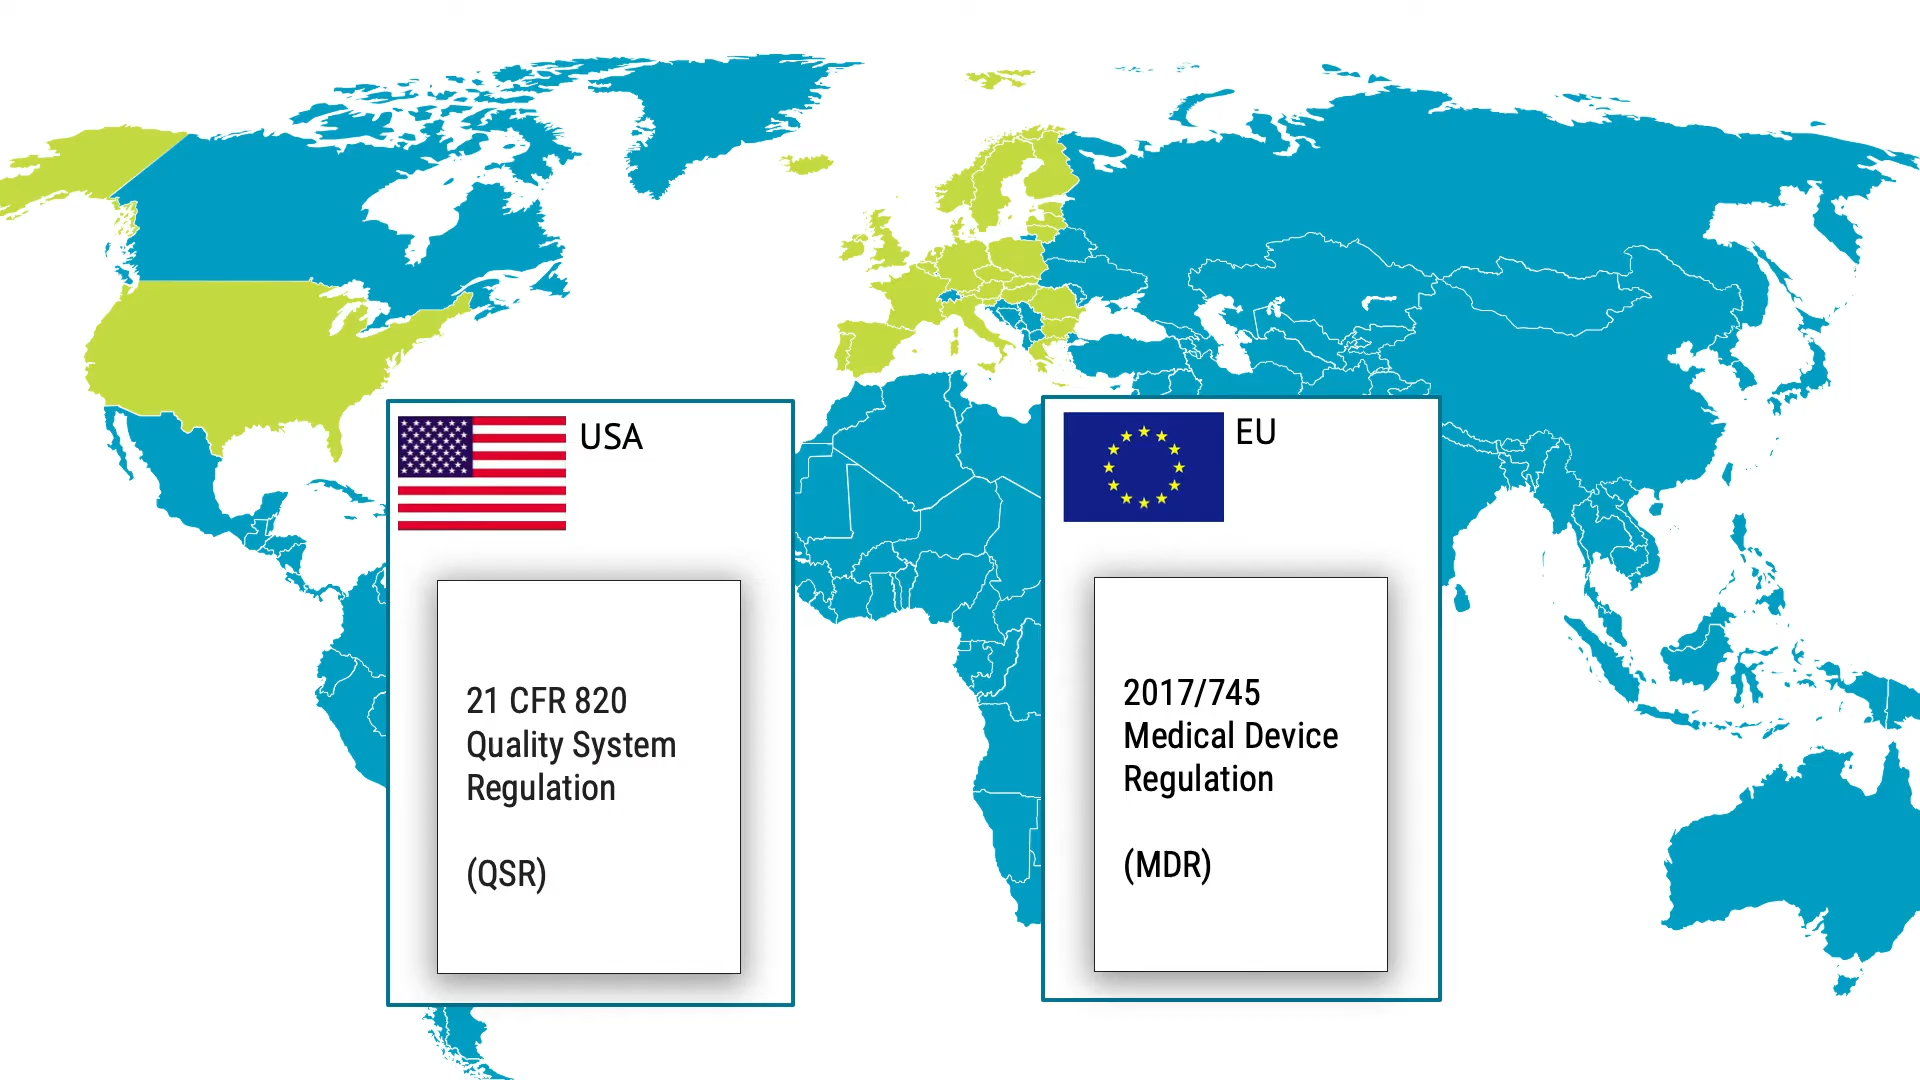 USA
21 CFR 820
Quality System
Regulation
(QSR)
EU
2017/745
Medical Device
Regulation
(MDR)